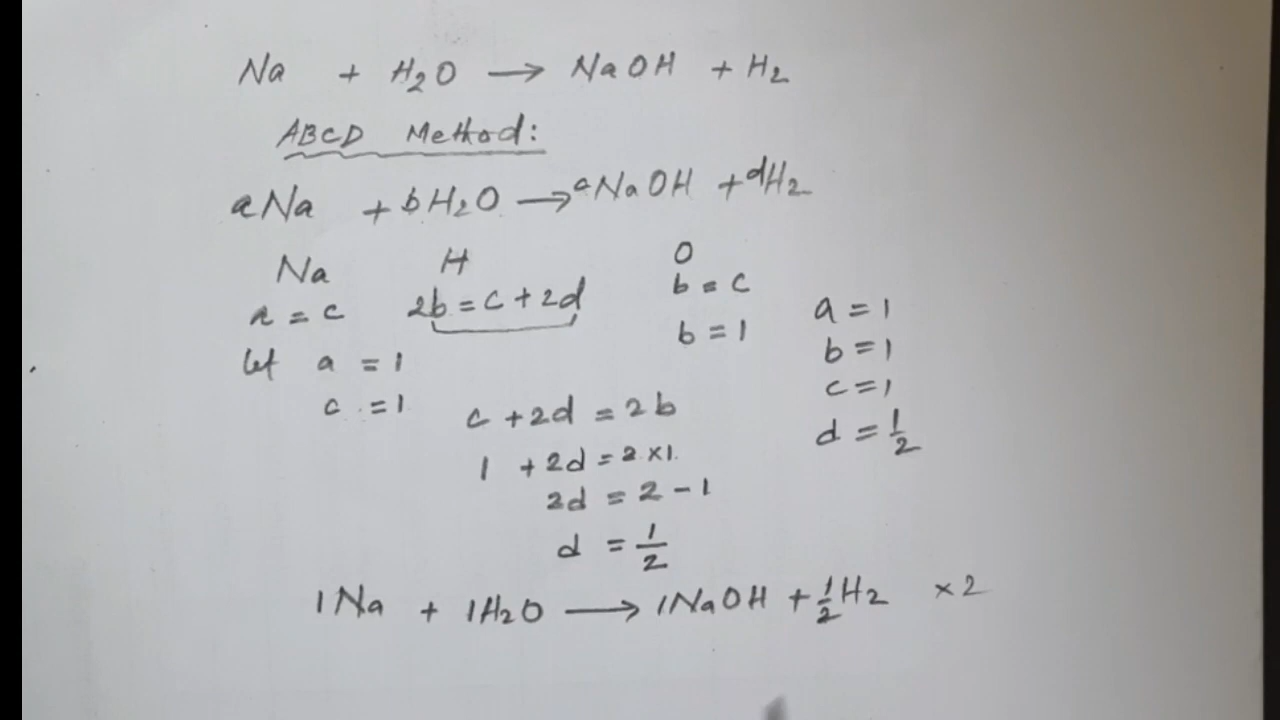 Na + H2O → NaOH + H2
ABCD Method:
aNa + bH2O → cNaOH + dH2
Na H O
a = c 2b = c + 2d b = c
let a = 1 b = 1
c = 1
a = 1
b = 1
c = 1
d = 1/2
c + 2d = 2b
1 + 2d = 2 × 1
2d = 2 - 1
d = 1/2
1Na + 1H2O → 1NaOH + 1/2 H2 × 2